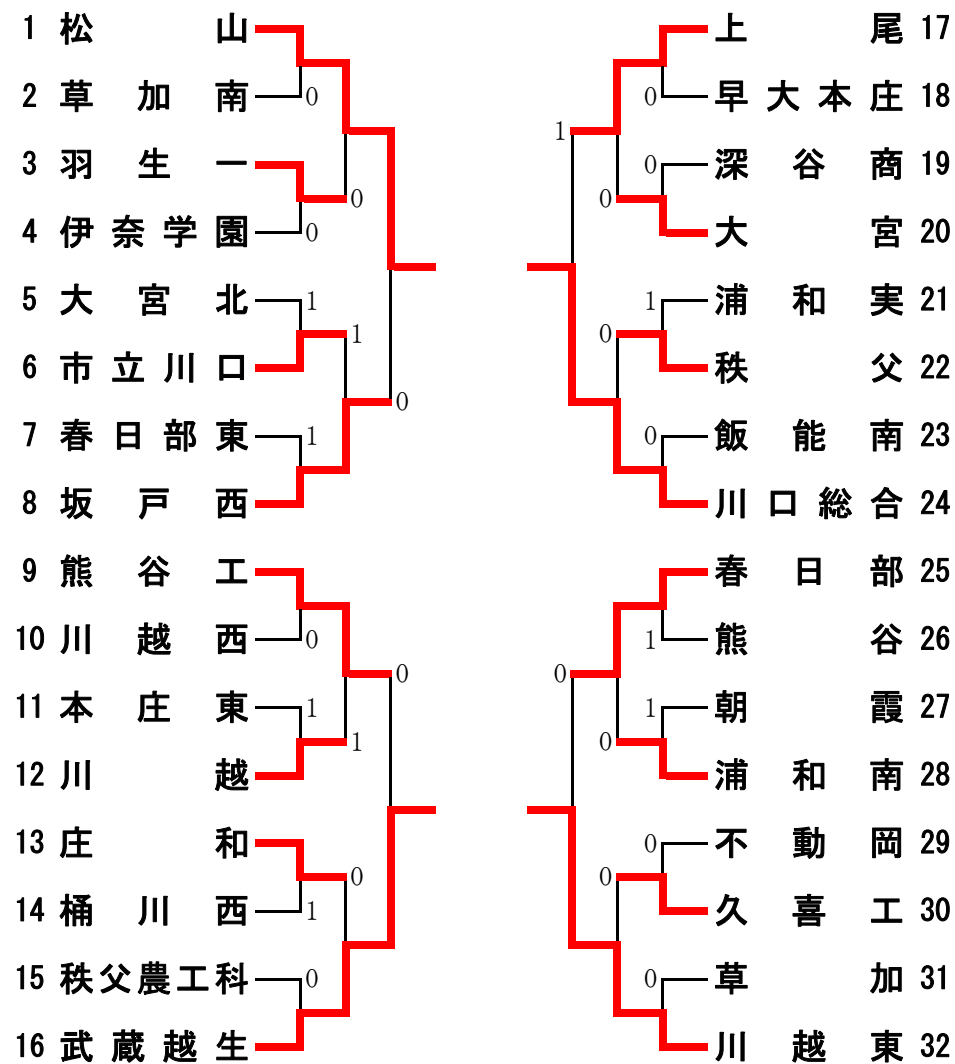 1 松山
2 草加南
0
3 羽生一
0
4 伊奈学園
0
5 大宮北
1
1
6 市立川口
0
7 春日部東
1
8 坂戸西
9 熊谷工
10 川越西
0
0
11 本庄東
1
1
12 川越
13 庄和
0
14 桶川西
1
15 秩父農工科
0
16 武蔵越生
上尾 17
0
早大本庄 18
1
0
深谷商 19
0
大宮 20
1
浦和実 21
0
秩父 22
0
飯能南 23
川口総合 24
春日部 25
1
熊谷 26
0
1
朝霞 27
0
浦和南 28
0
不動岡 29
0
久喜工 30
0
草加 31
川越東 32